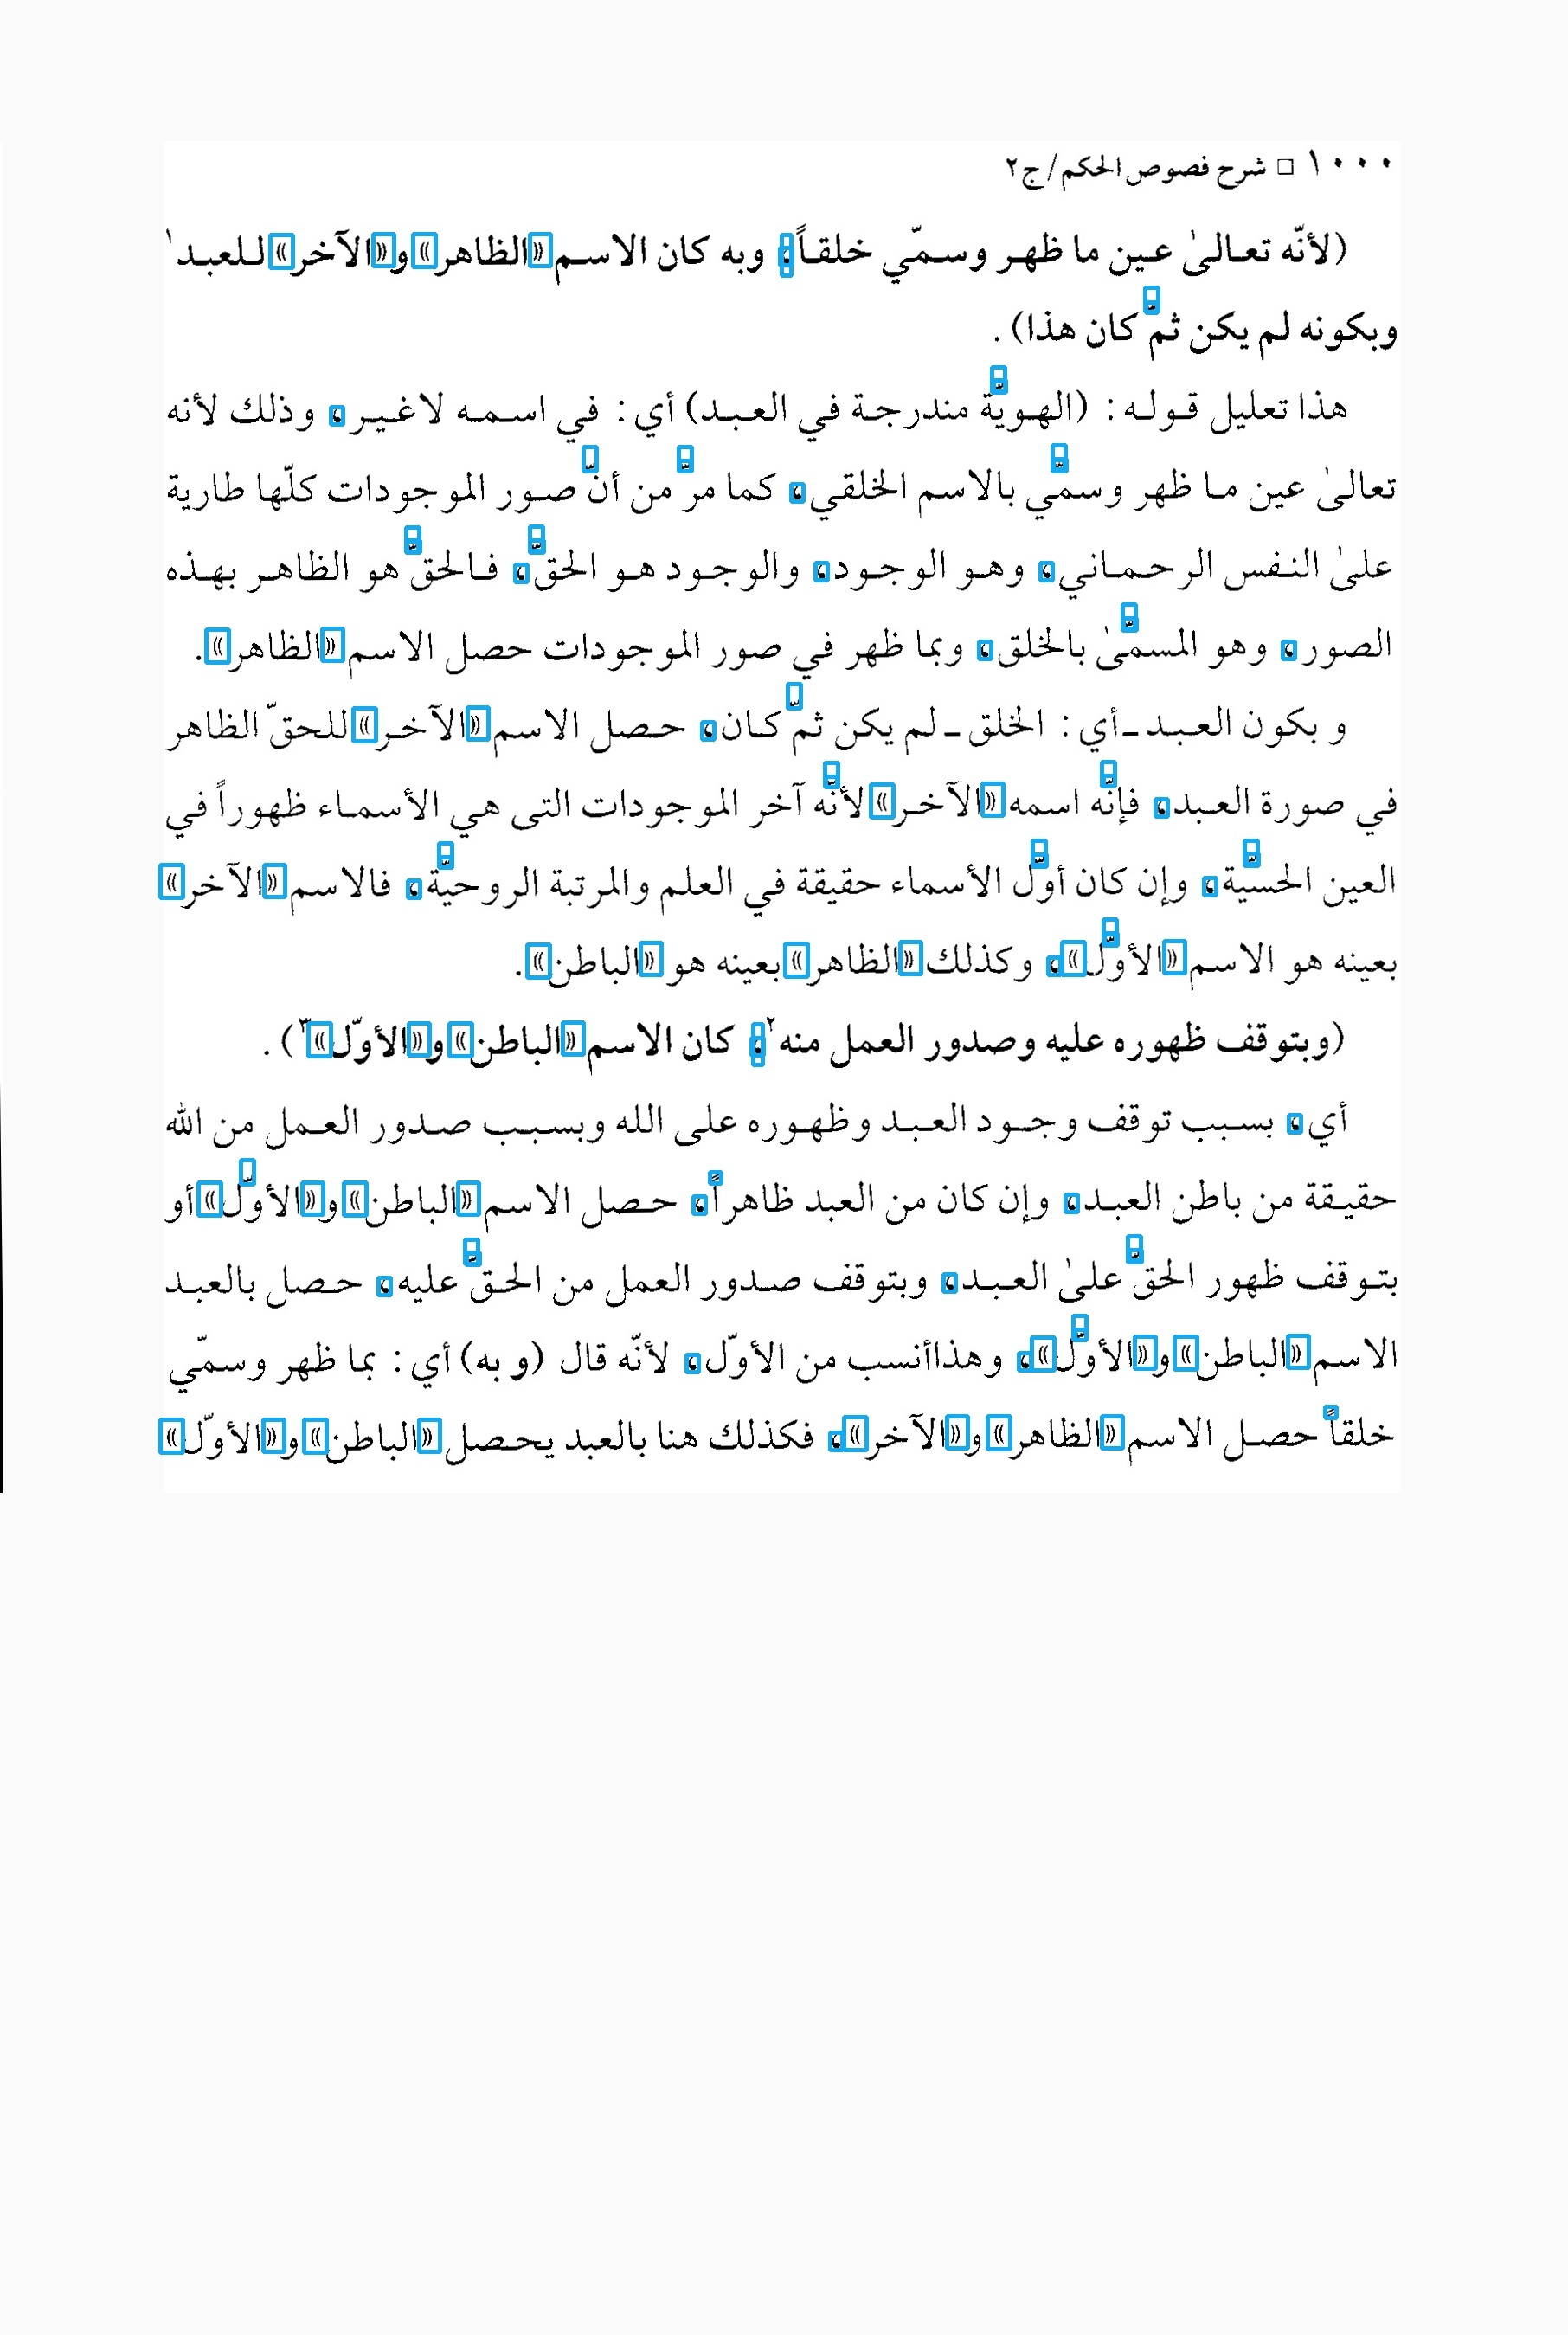 ١٠٠٠ □ شرح فصوص الحكم/ج٢
(لأنّه تعالىٰ عين ما ظهر وسمّي خلقاً، وبه كان الاسم «الظاهر» و«الآخر» للعبد١
وبكونه لم يكن ثمّ كان هذا).
هذا تعليل قوله: (الهويّة مندرجة في العبد) أي: في اسمه لاغير، وذلك لأنه
تعالىٰ عين ما ظهر وسمّي بالاسم الخلقي، كما مرّ من أنّ صور الموجودات كلّها طارية
علىٰ النفس الرحماني، وهو الوجود، والوجود هو الحقّ، فالحقّ هو الظاهر بهذه
الصور، وهو المسمّىٰ بالخلق، وبما ظهر في صور الموجودات حصل الاسم «الظاهر».
وبكون العبد ـ أي: الخلق ـ لم يكن ثمّ كان، حصل الاسم «الآخر» للحقّ الظاهر
في صورة العبد، فإنّه اسمه «الآخر» لأنّه آخر الموجودات التى هي الأسماء ظهوراً في
العين الحسّية، وإن كان أوّل الأسماء حقيقة في العلم والمرتبة الروحيّة، فالاسم «الآخر»
بعينه هو الاسم «الأوّل»، وكذلك «الظاهر» بعينه هو «الباطن».
(وبتوقف ظهوره عليه وصدور العمل منه٢، كان الاسم «الباطن» و«الأوّل»٣).
أي، بسبب توقف وجود العبد وظهوره على الله وبسبب صدور العمل من الله
حقيقة من باطن العبد، وإن كان من العبد ظاهراً، حصل الاسم «الباطن» و«الأوّل» أو
بتوقف ظهور الحقّ علىٰ العبد، وبتوقف صدور العمل من الحقّ عليه، حصل بالعبد
الاسم «الباطن» و«الأوّل»، وهذا أنسب من الأوّل، لأنّه قال (وبه) أي: بما ظهر وسمّي
خلقاً حصل الاسم «الظاهر» و«الآخر»، فكذلك هنا بالعبد يحصل «الباطن» و«الأوّل»